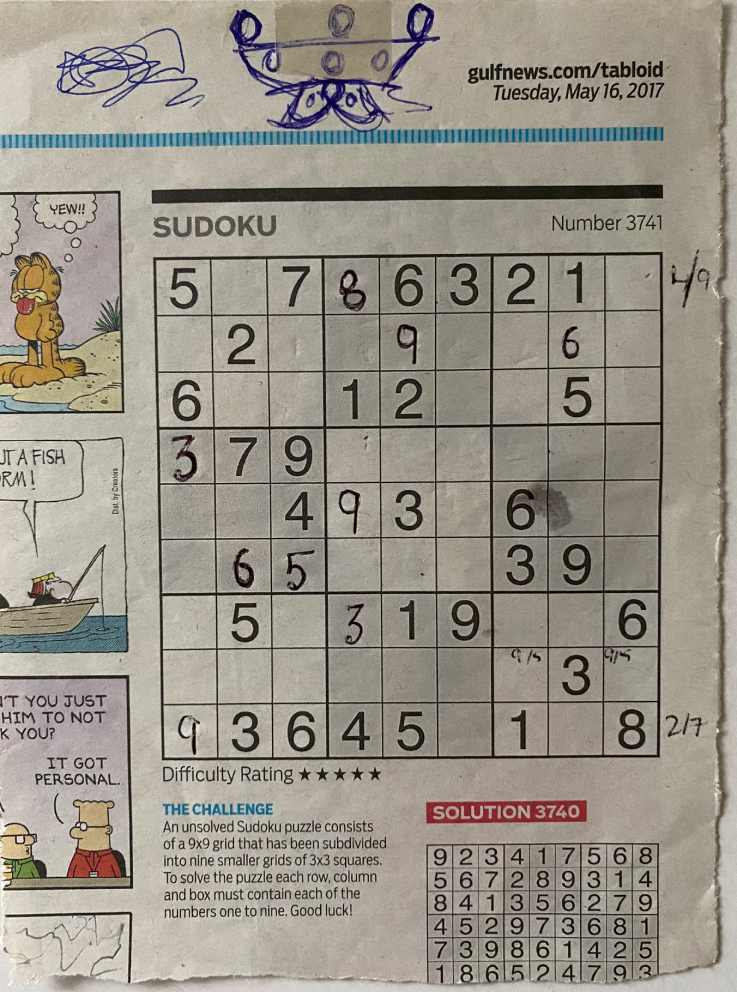 gulfnews.com/tabloid
Tuesday, May 16, 2017
YEW!!
SUDOKU
Number 3741
5 7 8 6 3 2 1
4/9
2 9 6
6 1 2 5
3 7 9
UT A FISH
RM!
Dist. by Creators
4 9 3 6
6 5 3 9
5 3 1 9 6
9/5 3 9/5
9 3 6 4 5 1 8
2/7
'T YOU JUST
HIM TO NOT
K YOU?
IT GOT
PERSONAL.
Difficulty Rating ★★★★★
THE CHALLENGE
An unsolved Sudoku puzzle consists
of a 9x9 grid that has been subdivided
into nine smaller grids of 3x3 squares.
To solve the puzzle each row, column
and box must contain each of the
numbers one to nine. Good luck!
SOLUTION 3740
9 2 3 4 1 7 5 6 8
5 6 7 2 8 9 3 1 4
8 4 1 3 5 6 2 7 9
4 5 2 9 7 3 6 8 1
7 3 9 8 6 1 4 2 5
1 8 6 5 2 4 7 9 3